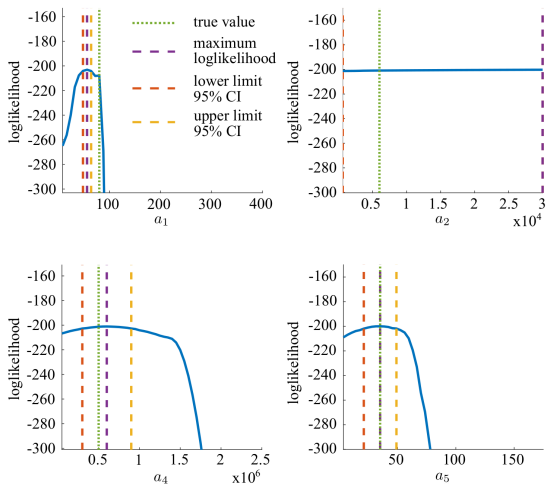 -160
-180
-200
-220
-240
-260
-280
-300
loglikelihood
100
200
300
400
a1
true value
maximum
loglikelihood
lower limit
95% CI
upper limit
95% CI
-160
-180
-200
-220
-240
-260
-280
-300
loglikelihood
0.5
1
1.5
2
2.5
3
x10^4
a2
-160
-180
-200
-220
-240
-260
-280
-300
loglikelihood
0.5
1
1.5
2
2.5
x10^6
a4
-160
-180
-200
-220
-240
-260
-280
-300
loglikelihood
50
100
150
a5